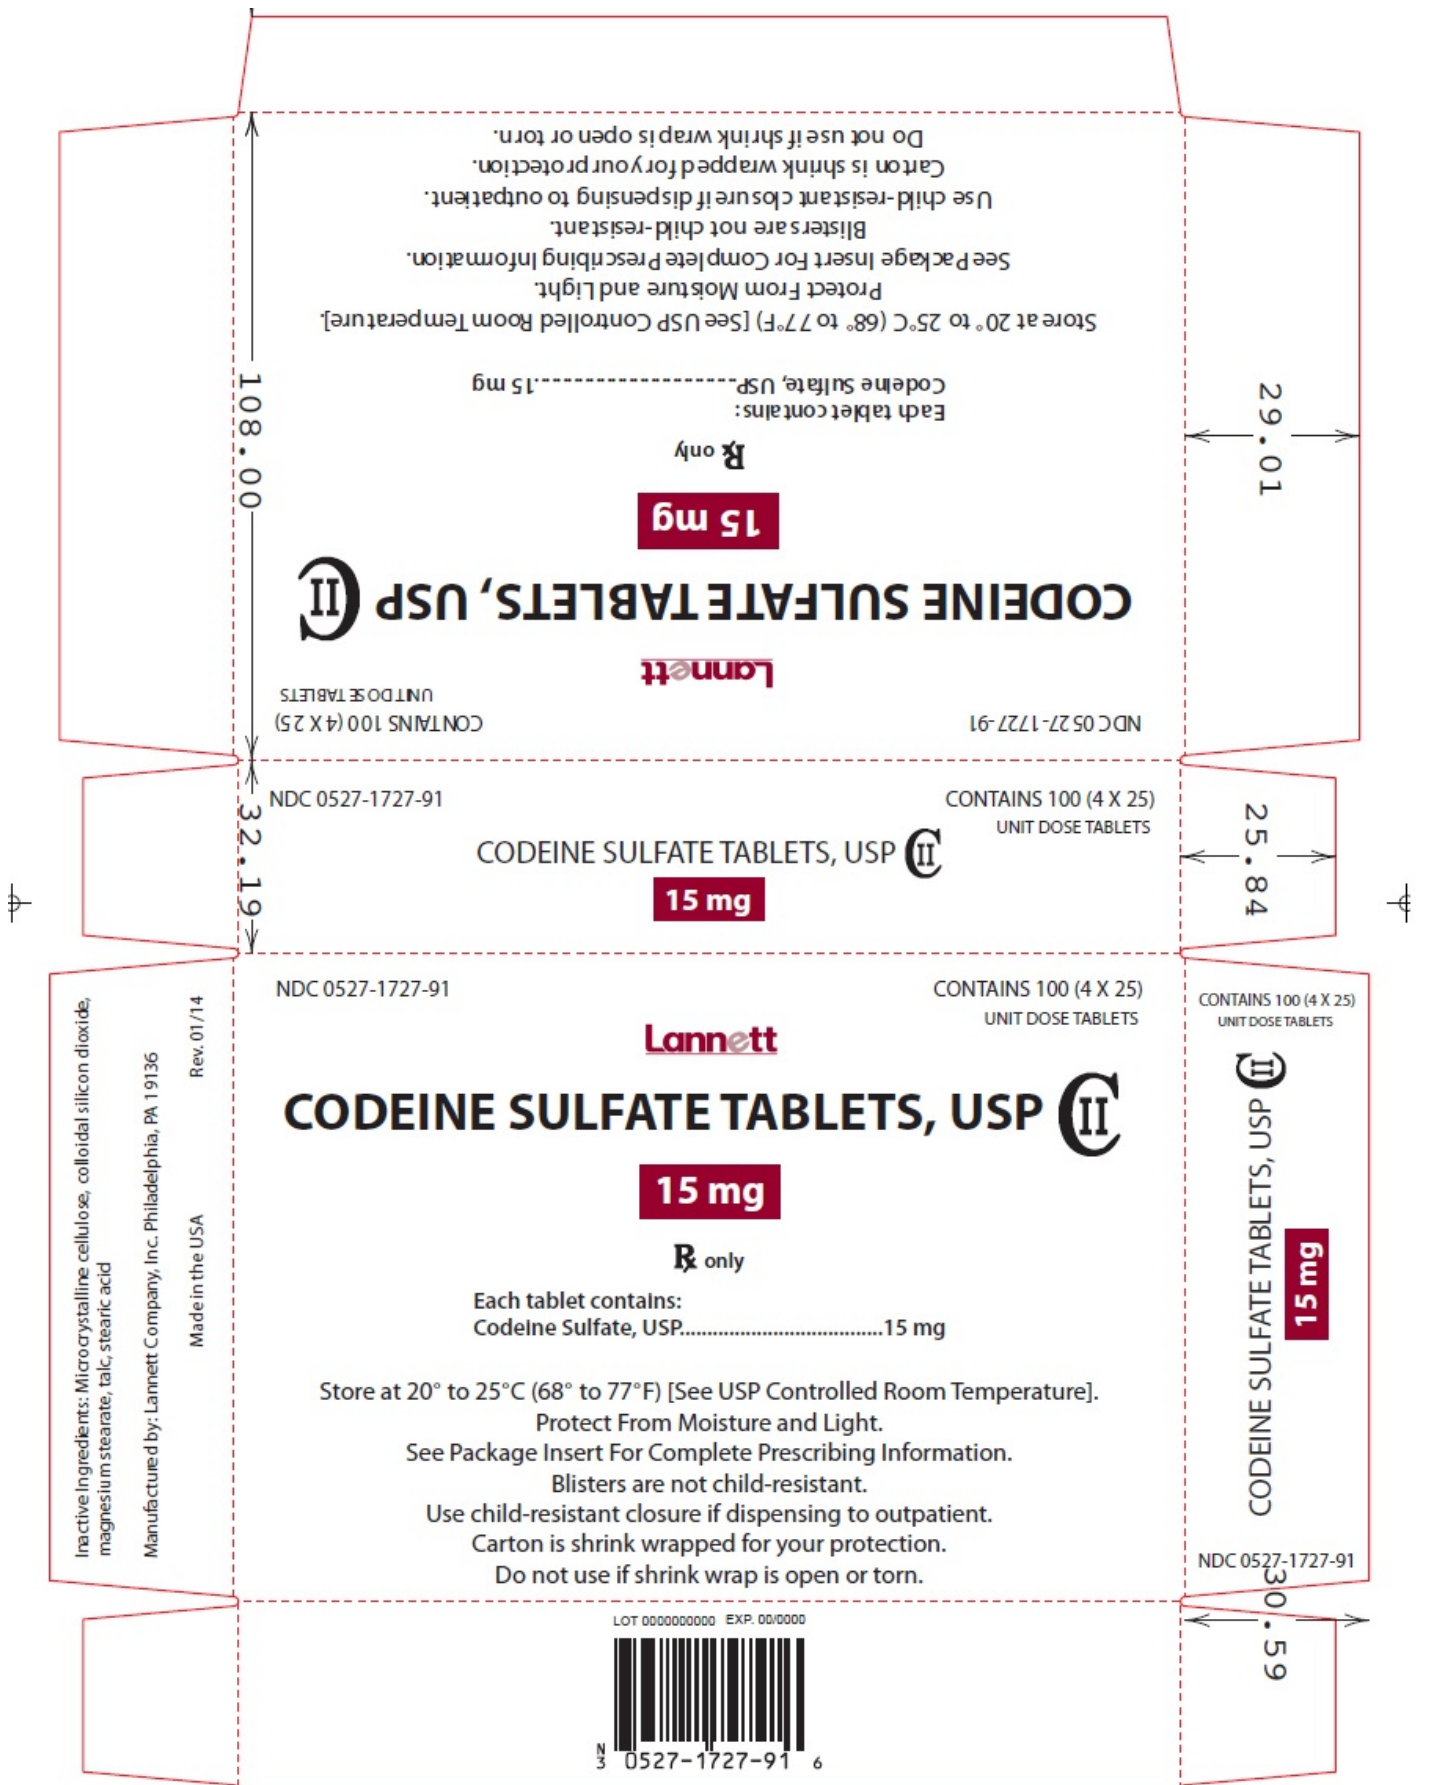 Do not use if shrink wrap is open or torn.
Carton is shrink wrapped for your protection.
Use child-resistant closure if dispensing to outpatient.
Blisters are not child-resistant.
See Package Insert For Complete Prescribing Information.
Protect From Moisture and Light.
Store at 20° to 25°C (68° to 77°F) [See USP Controlled Room Temperature].
Codeine Sulfate, USP......................15 mg
Each tablet contains:
Rx only
15 mg
CODEINE SULFATE TABLETS, USP CII
Lannett
UNIT DOSE TABLETS
NDC 0527-1727-91 CONTAINS 100 (4 X 25)
108.00
29.01
NDC 0527-1727-91 CONTAINS 100 (4 X 25)
UNIT DOSE TABLETS
CODEINE SULFATE TABLETS, USP CII
15 mg
32.19
25.84
NDC 0527-1727-91 CONTAINS 100 (4 X 25)
UNIT DOSE TABLETS
Lannett
CODEINE SULFATE TABLETS, USP CII
15 mg
Rx only
Each tablet contains:
Codeine Sulfate, USP.....................................15 mg
Store at 20° to 25°C (68° to 77°F) [See USP Controlled Room Temperature].
Protect From Moisture and Light.
See Package Insert For Complete Prescribing Information.
Blisters are not child-resistant.
Use child-resistant closure if dispensing to outpatient.
Carton is shrink wrapped for your protection.
Do not use if shrink wrap is open or torn.
Inactive Ingredients: Microcrystalline cellulose, colloidal silicon dioxide,
magnesium stearate, talc, stearic acid
Manufactured by: Lannett Company, Inc. Philadelphia, PA 19136
Made in the USA Rev. 01/14
CONTAINS 100 (4 X 25)
UNIT DOSE TABLETS
CODEINE SULFATE TABLETS, USP CII
15 mg
NDC 0527-1727-91
30.59
LOT 0000000000 EXP. 00/0000
N
3 0527-1727-91 6